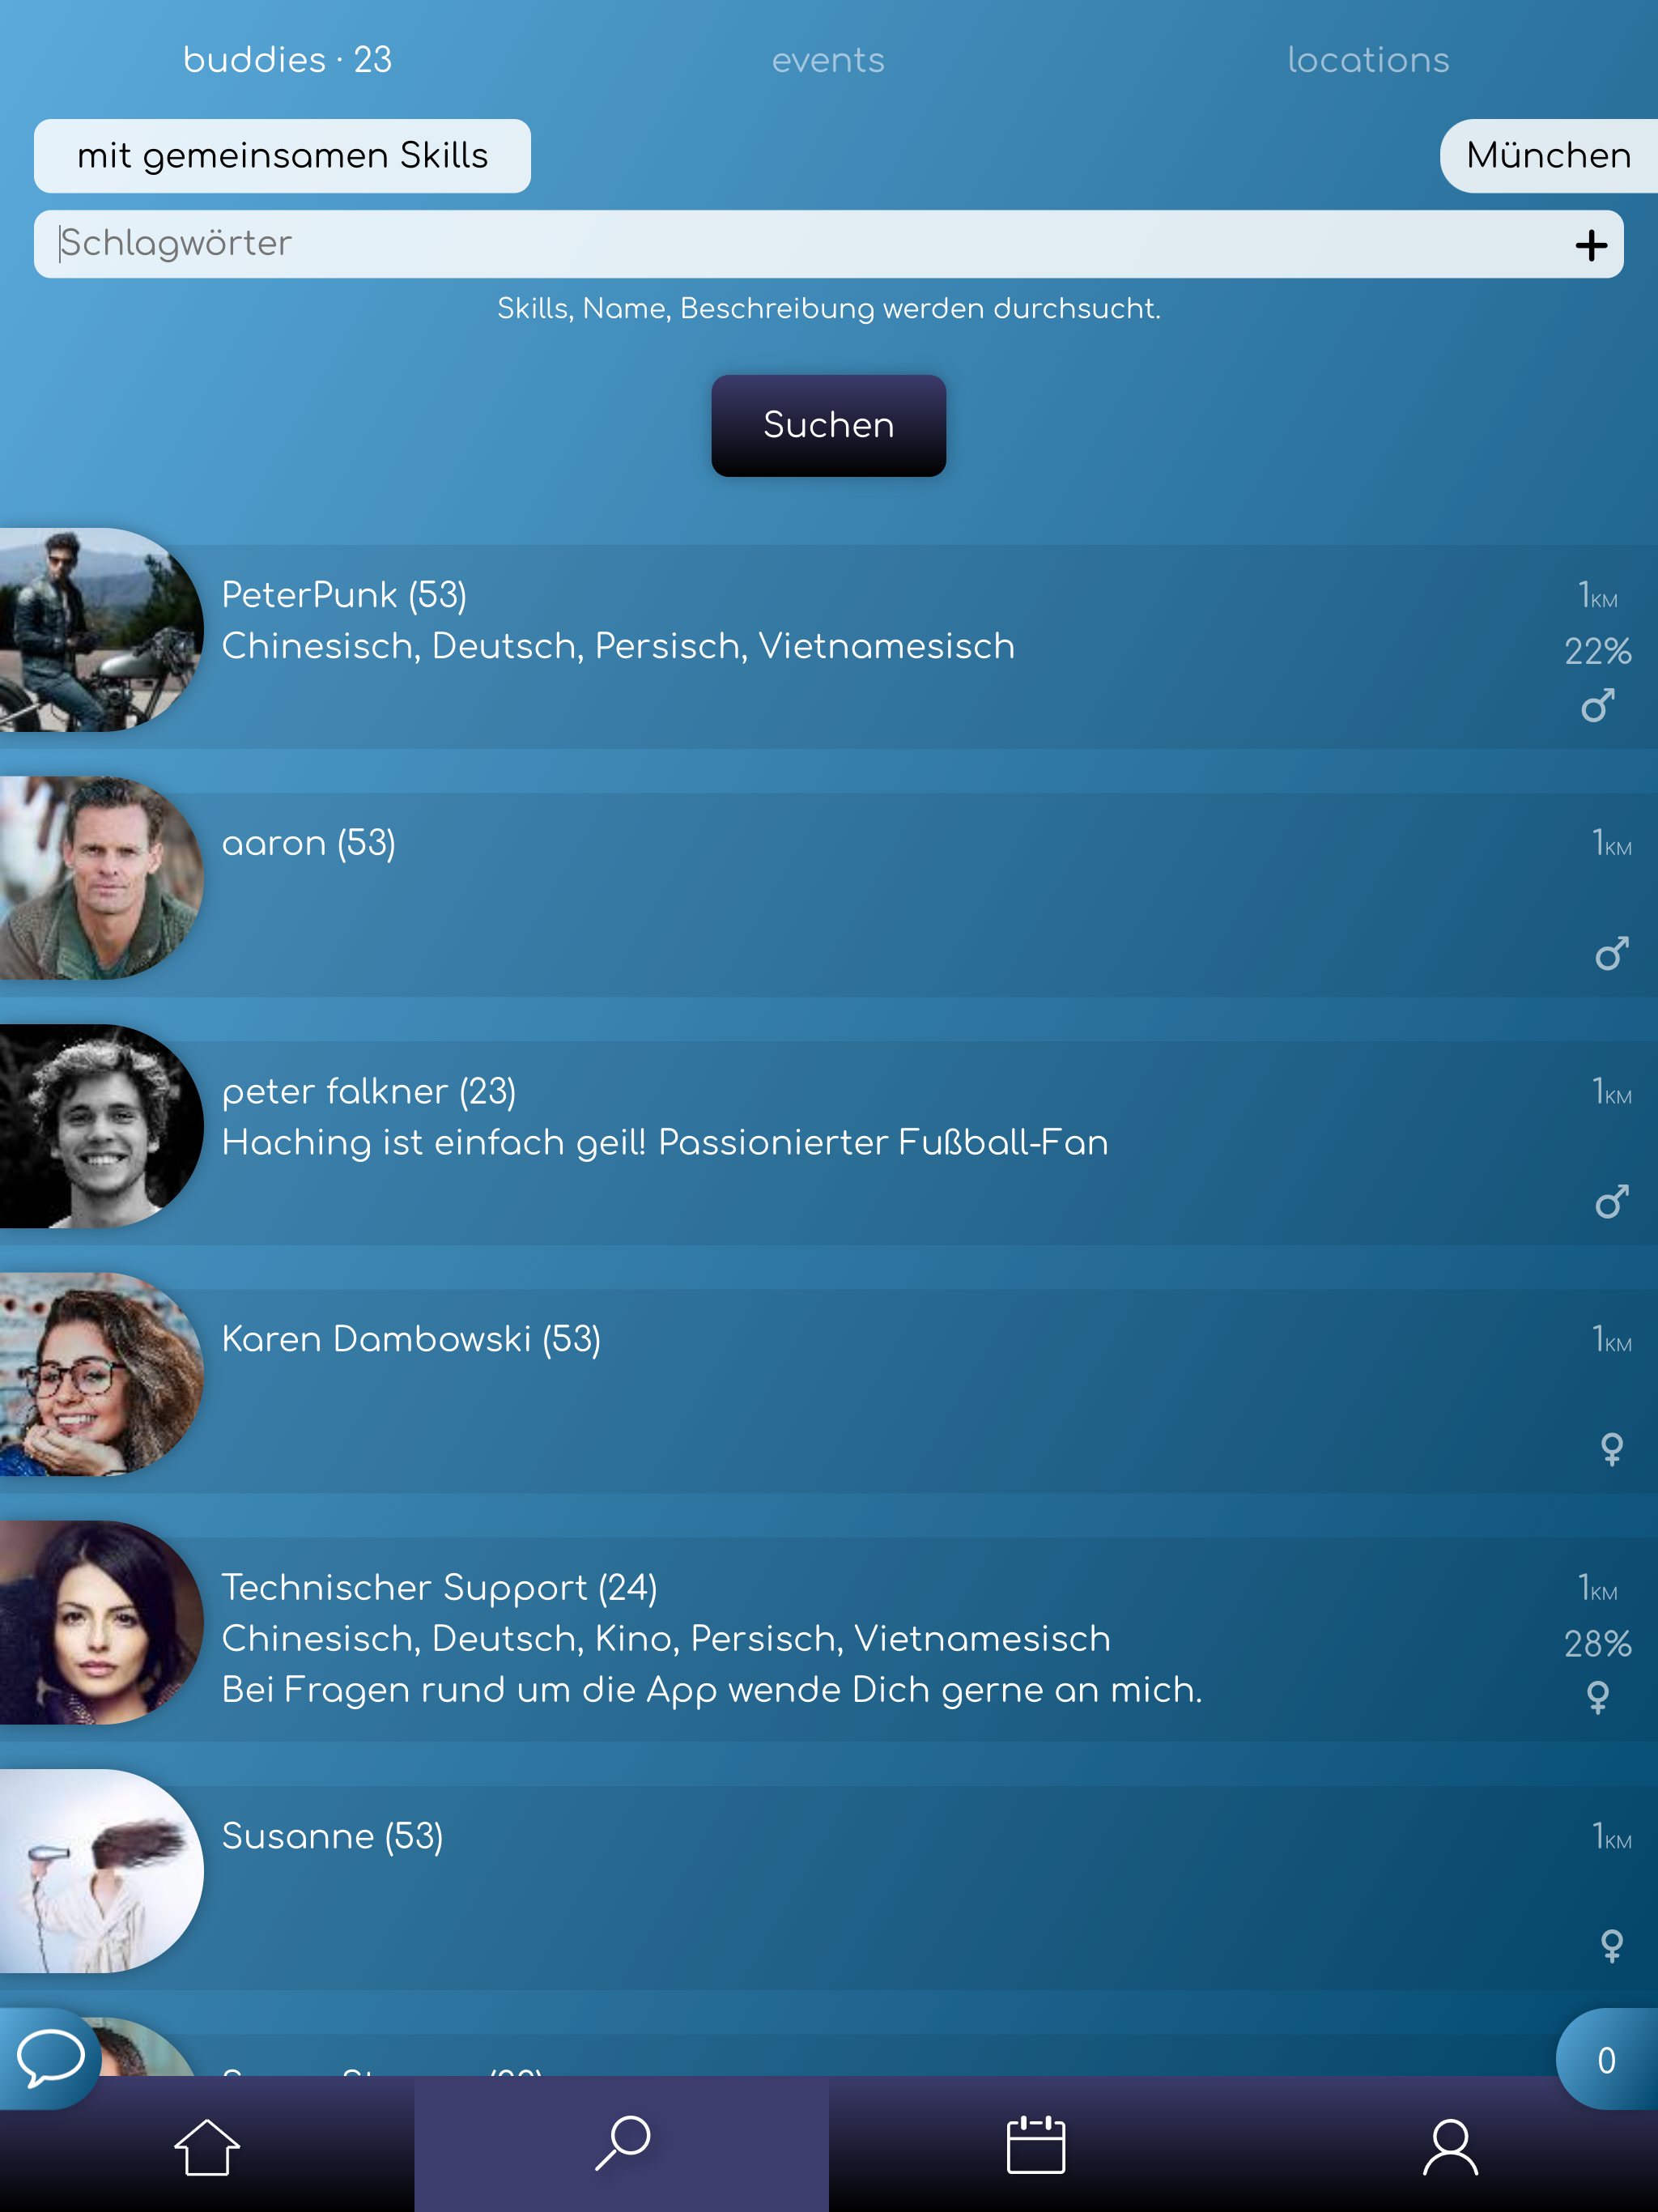 buddies · 23
events
locations
mit gemeinsamen Skills
München
Schlagwörter
Skills, Name, Beschreibung werden durchsucht.
Suchen
PeterPunk (53)
1KM
Chinesisch, Deutsch, Persisch, Vietnamesisch
22%
aaron (53)
1KM
peter falkner (23)
1KM
Haching ist einfach geil! Passionierter Fußball-Fan
Karen Dambowski (53)
1KM
Technischer Support (24)
1KM
Chinesisch, Deutsch, Kino, Persisch, Vietnamesisch
28%
Bei Fragen rund um die App wende Dich gerne an mich.
Susanne (53)
1KM
0